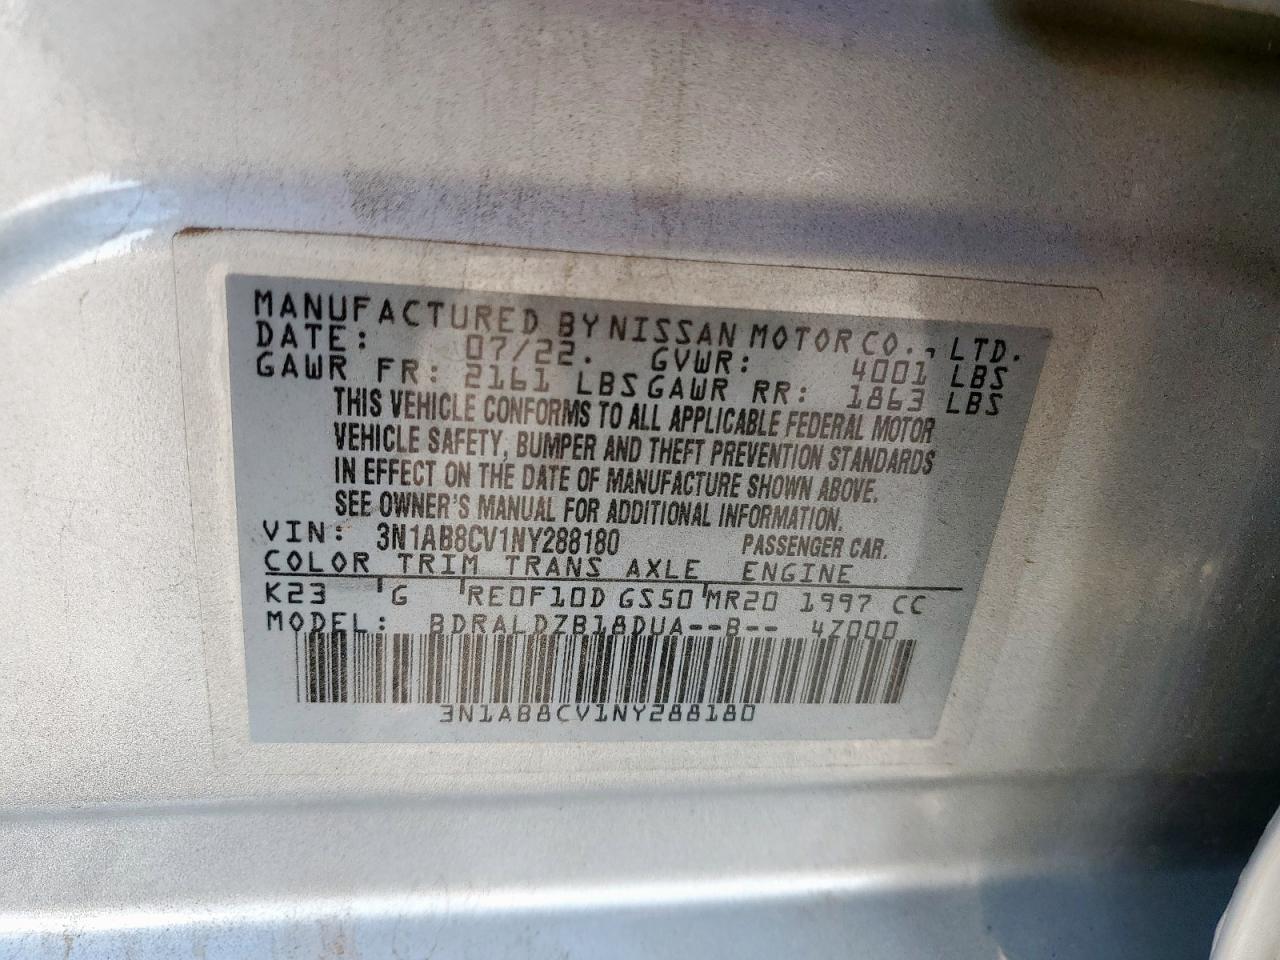 MANUFACTURED BY NISSAN MOTOR CO., LTD.
DATE: 07/22. GVWR: 4001 LBS
GAWR FR: 2161 LBS GAWR RR: 1863 LBS
THIS VEHICLE CONFORMS TO ALL APPLICABLE FEDERAL MOTOR
VEHICLE SAFETY, BUMPER AND THEFT PREVENTION STANDARDS
IN EFFECT ON THE DATE OF MANUFACTURE SHOWN ABOVE.
SEE OWNER'S MANUAL FOR ADDITIONAL INFORMATION.
VIN: 3N1AB8CV1NY288180 PASSENGER CAR.
COLOR TRIM TRANS AXLE ENGINE
K23 G RE0F10D GS50 MR20 1997 CC
MODEL: BDRALDZB18DUA--B-- 4Z000
3N1AB8CV1NY288180